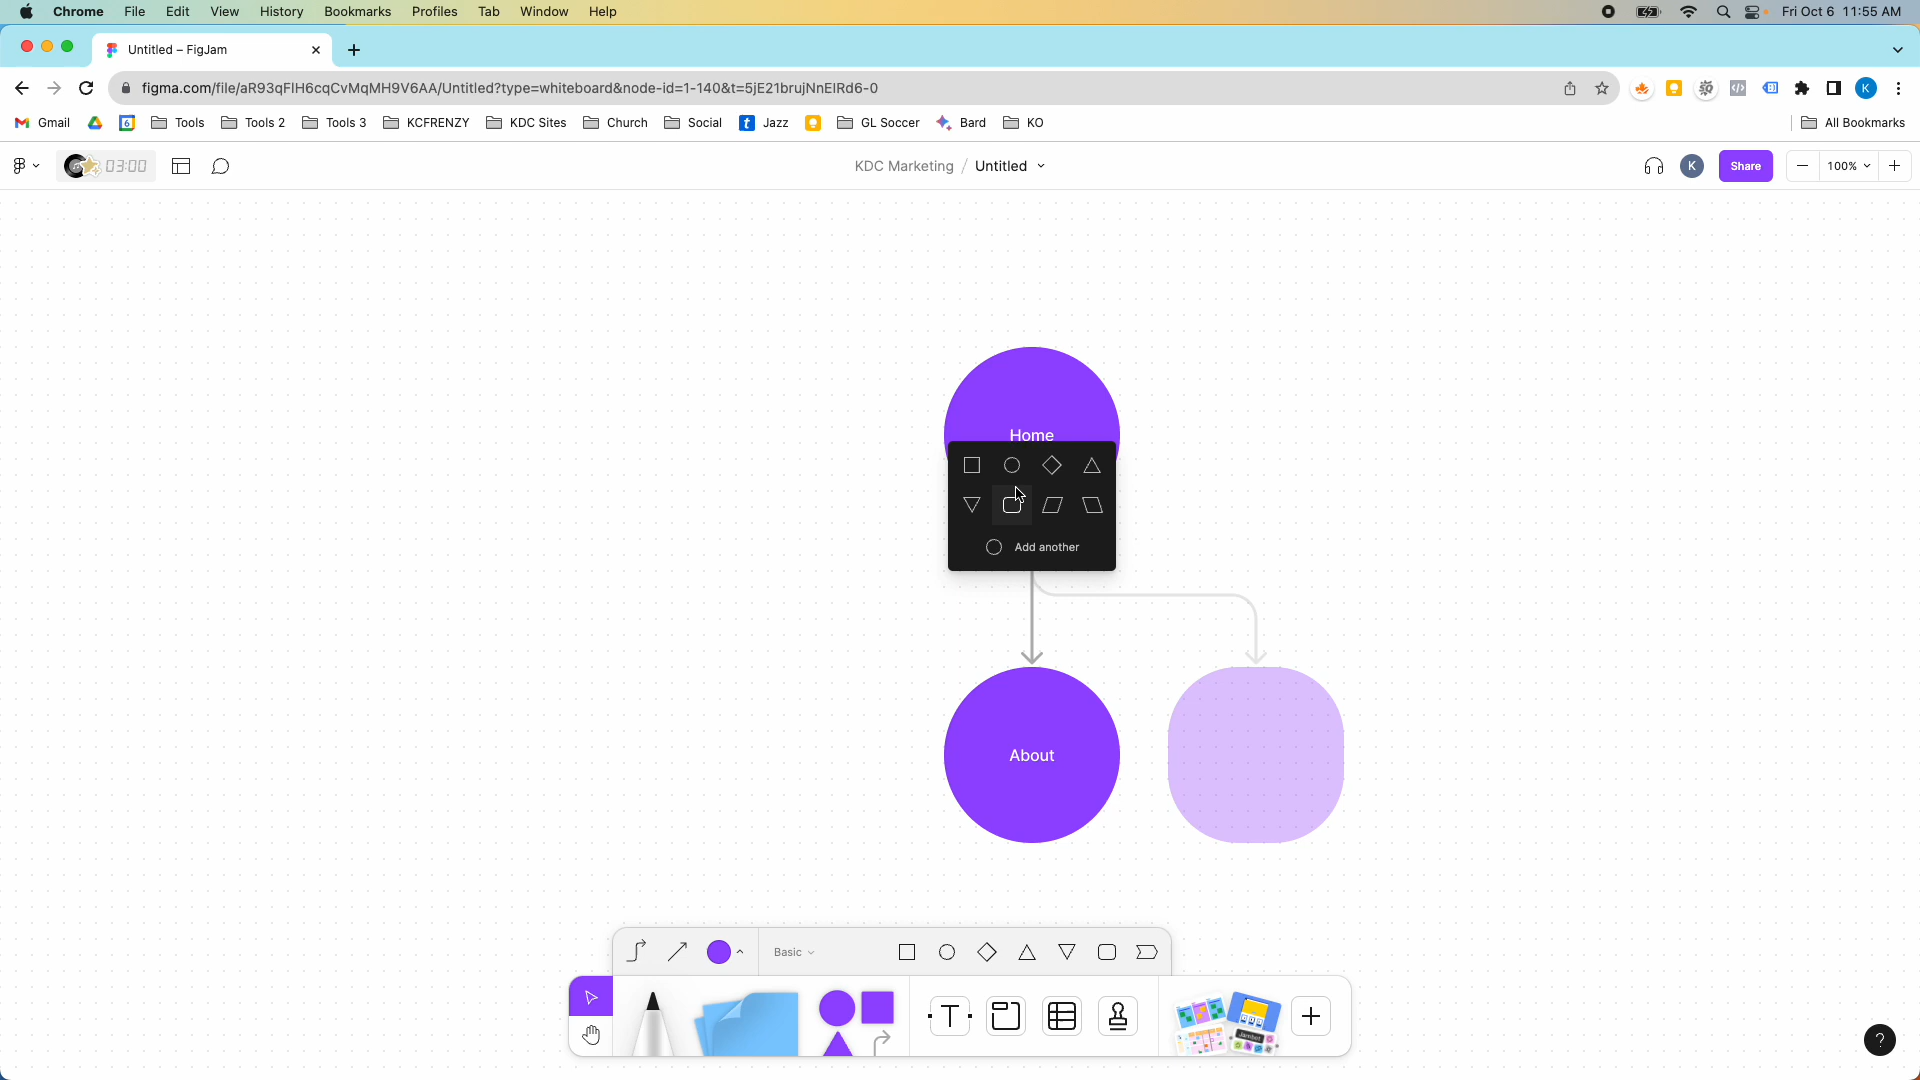 Chrome File Edit View History Bookmarks Profiles Tab Window Help Fri Oct 6 11:55 AM
Untitled – FigJam
figma.com/file/aR93qFlH6cqCvMqMH9V6AA/Untitled?type=whiteboard&node-id=1-140&t=5jE21brujNnElRd6-0 K
Gmail 6 Tools Tools 2 Tools 3 KCFRENZY KDC Sites Church Social t Jazz GL Soccer Bard KO All Bookmarks
03:00 KDC Marketing / Untitled K Share 100%
Home
Add another
About
Basic
T
?